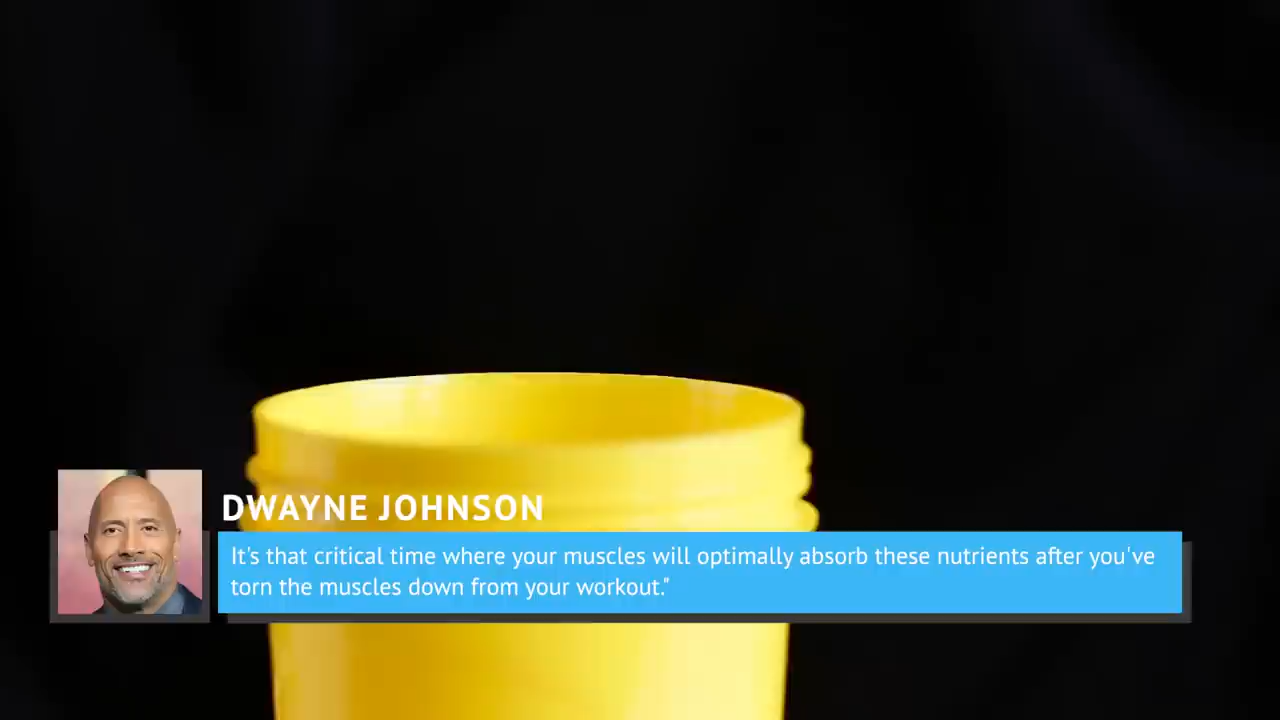 DWAYNE JOHNSON
It's that critical time where your muscles will optimally absorb these nutrients after you've
torn the muscles down from your workout."